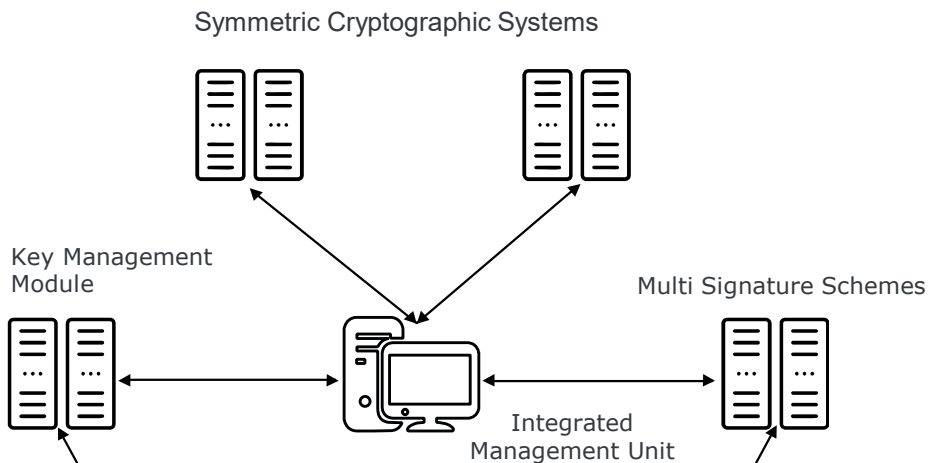 Symmetric Cryptographic Systems
Key Management
Module
Multi Signature Schemes
Integrated
Management Unit